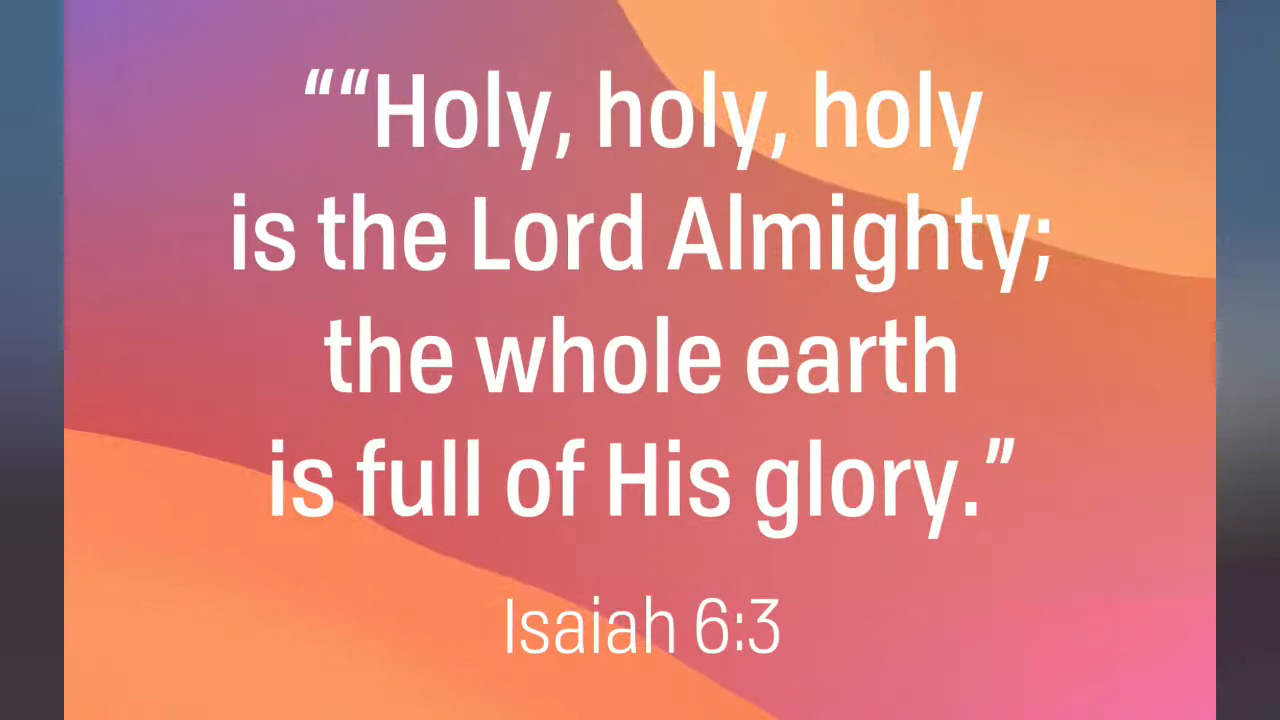 ““Holy, holy, holy
is the Lord Almighty;
the whole earth
is full of His glory.”
Isaiah 6:3